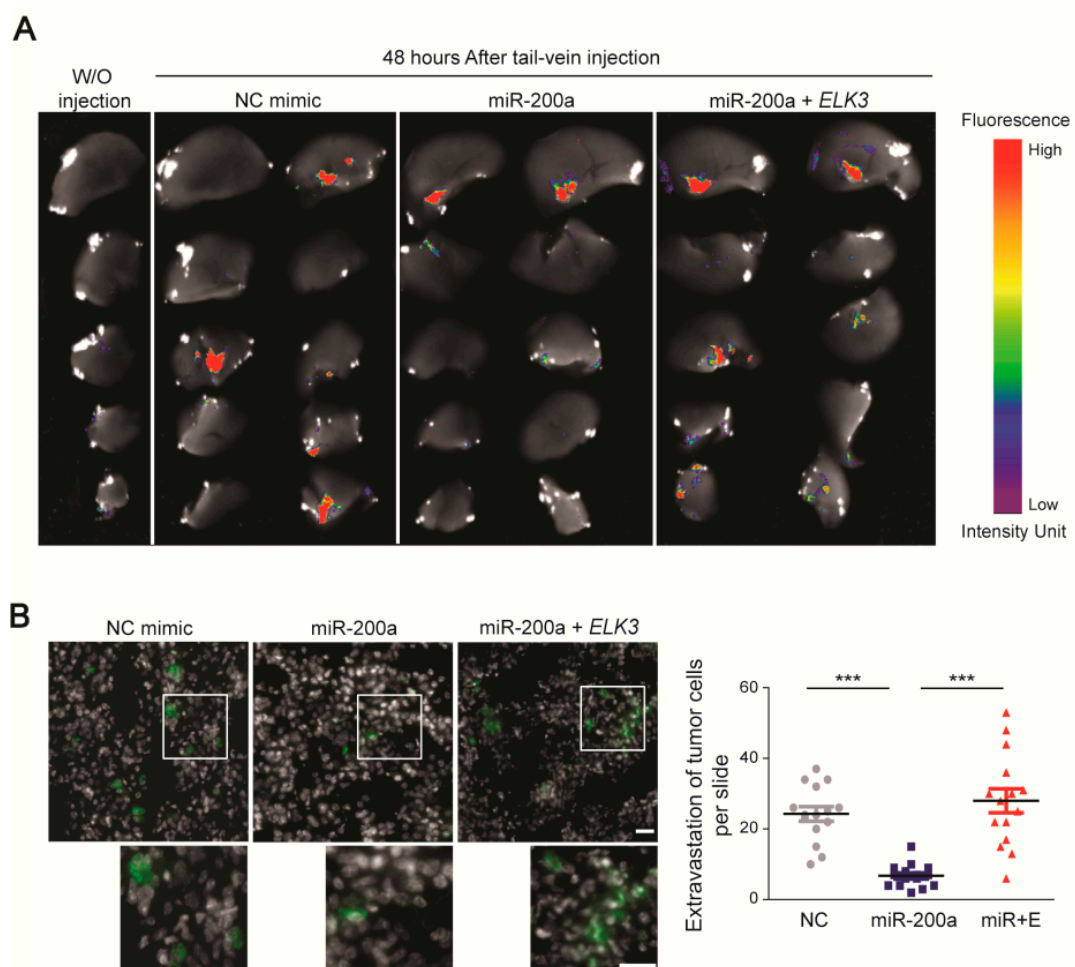 A
48 hours After tail-vein injection
W/O
injection
NC mimic
miR-200a
miR-200a + ELK3
Fluorescence
High
Low
Intensity Unit
B
NC mimic
miR-200a
miR-200a + ELK3
Extravastation of tumor cells
per slide
60
40
20
0
***
***
NC
miR-200a
miR+E